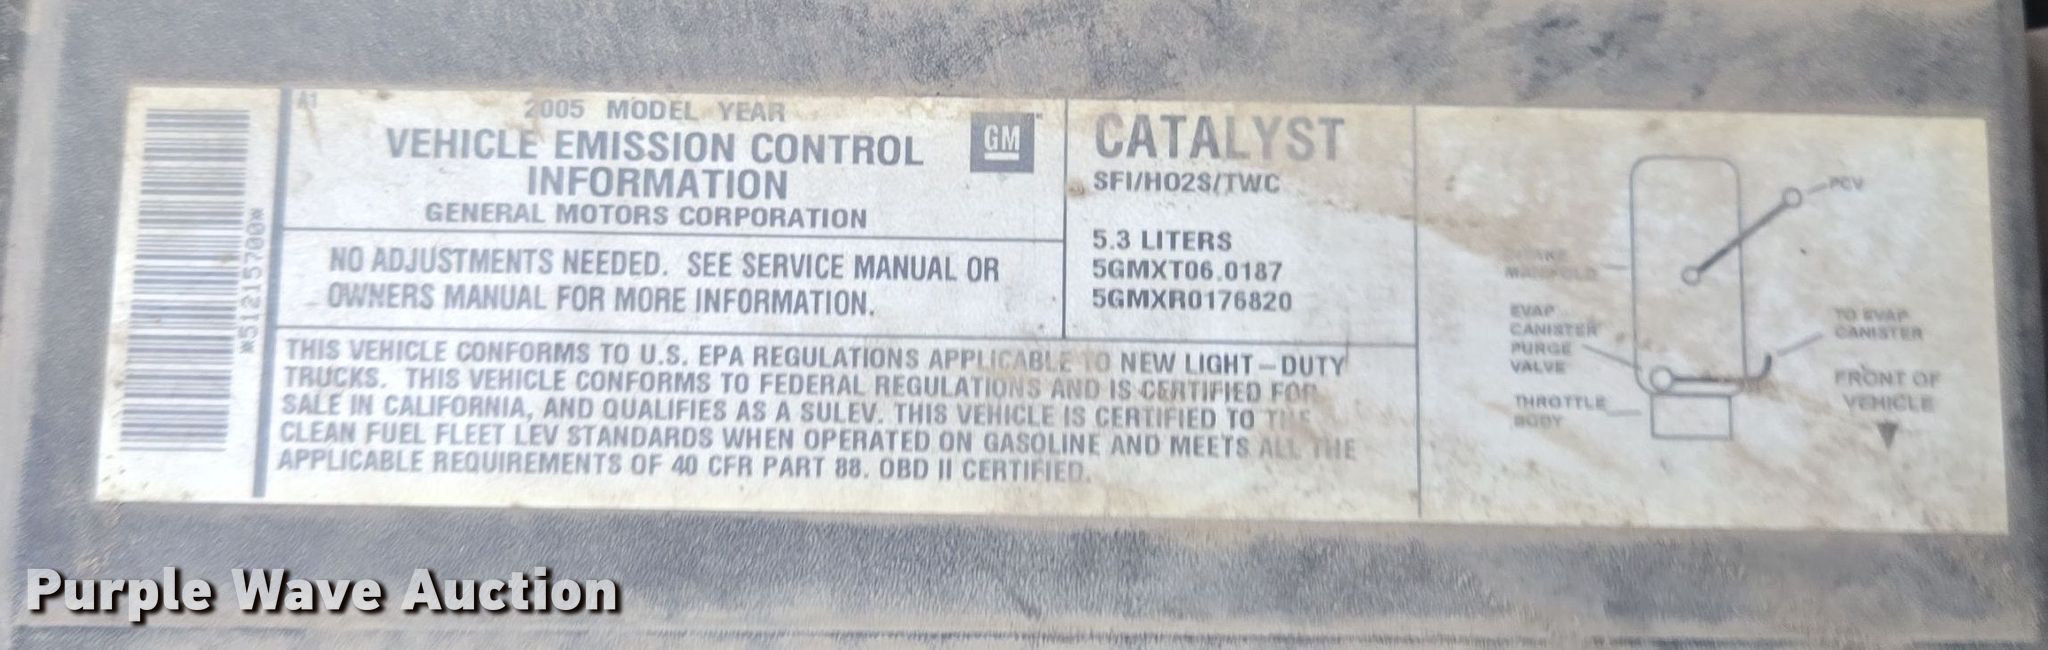 *5121570 0*
A1
2005 MODEL YEAR
VEHICLE EMISSION CONTROL
INFORMATION
GENERAL MOTORS CORPORATION
GM
NO ADJUSTMENTS NEEDED. SEE SERVICE MANUAL OR
OWNERS MANUAL FOR MORE INFORMATION.
CATALYST
SFI/HO2S/TWC
5.3 LITERS
5GMXT06.0187
5GMXR0176820
THIS VEHICLE CONFORMS TO U.S. EPA REGULATIONS APPLICABLE TO NEW LIGHT-DUTY
TRUCKS. THIS VEHICLE CONFORMS TO FEDERAL REGULATIONS AND IS CERTIFIED FOR
SALE IN CALIFORNIA, AND QUALIFIES AS A SULEV. THIS VEHICLE IS CERTIFIED TO THE
CLEAN FUEL FLEET LEV STANDARDS WHEN OPERATED ON GASOLINE AND MEETS ALL THE
APPLICABLE REQUIREMENTS OF 40 CFR PART 88. OBD II CERTIFIED.
PCV
INTAKE
MANIFOLD
EVAP
CANISTER
PURGE
VALVE
THROTTLE
BODY
TO EVAP
CANISTER
FRONT OF
VEHICLE
Purple Wave Auction